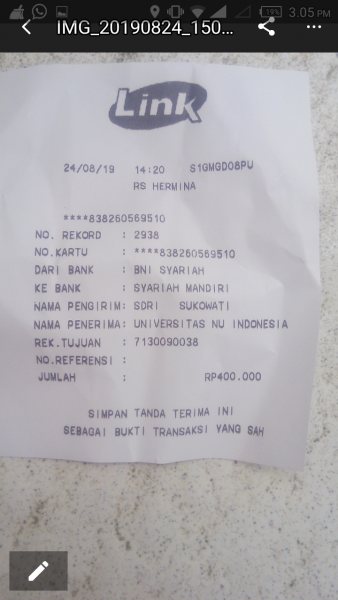 3.05 PM
19%
IMG_20190824_150...
Link
24/08/19 14:20 S1GMGD08PU
RS HERMINA
****838260569510
NO. REKORD : 2938
NO.KARTU : ****838260569510
DARI BANK : BNI SYARIAH
KE BANK : SYARIAH MANDIRI
NAMA PENGIRIM: SDRI SUKOWATI
NAMA PENERIMA: UNIVERSITAS NU INDONESIA
REK.TUJUAN : 7130090038
NO.REFERENSI :
JUMLAH : RP400.000
SIMPAN TANDA TERIMA INI
SEBAGAI BUKTI TRANSAKSI YANG SAH